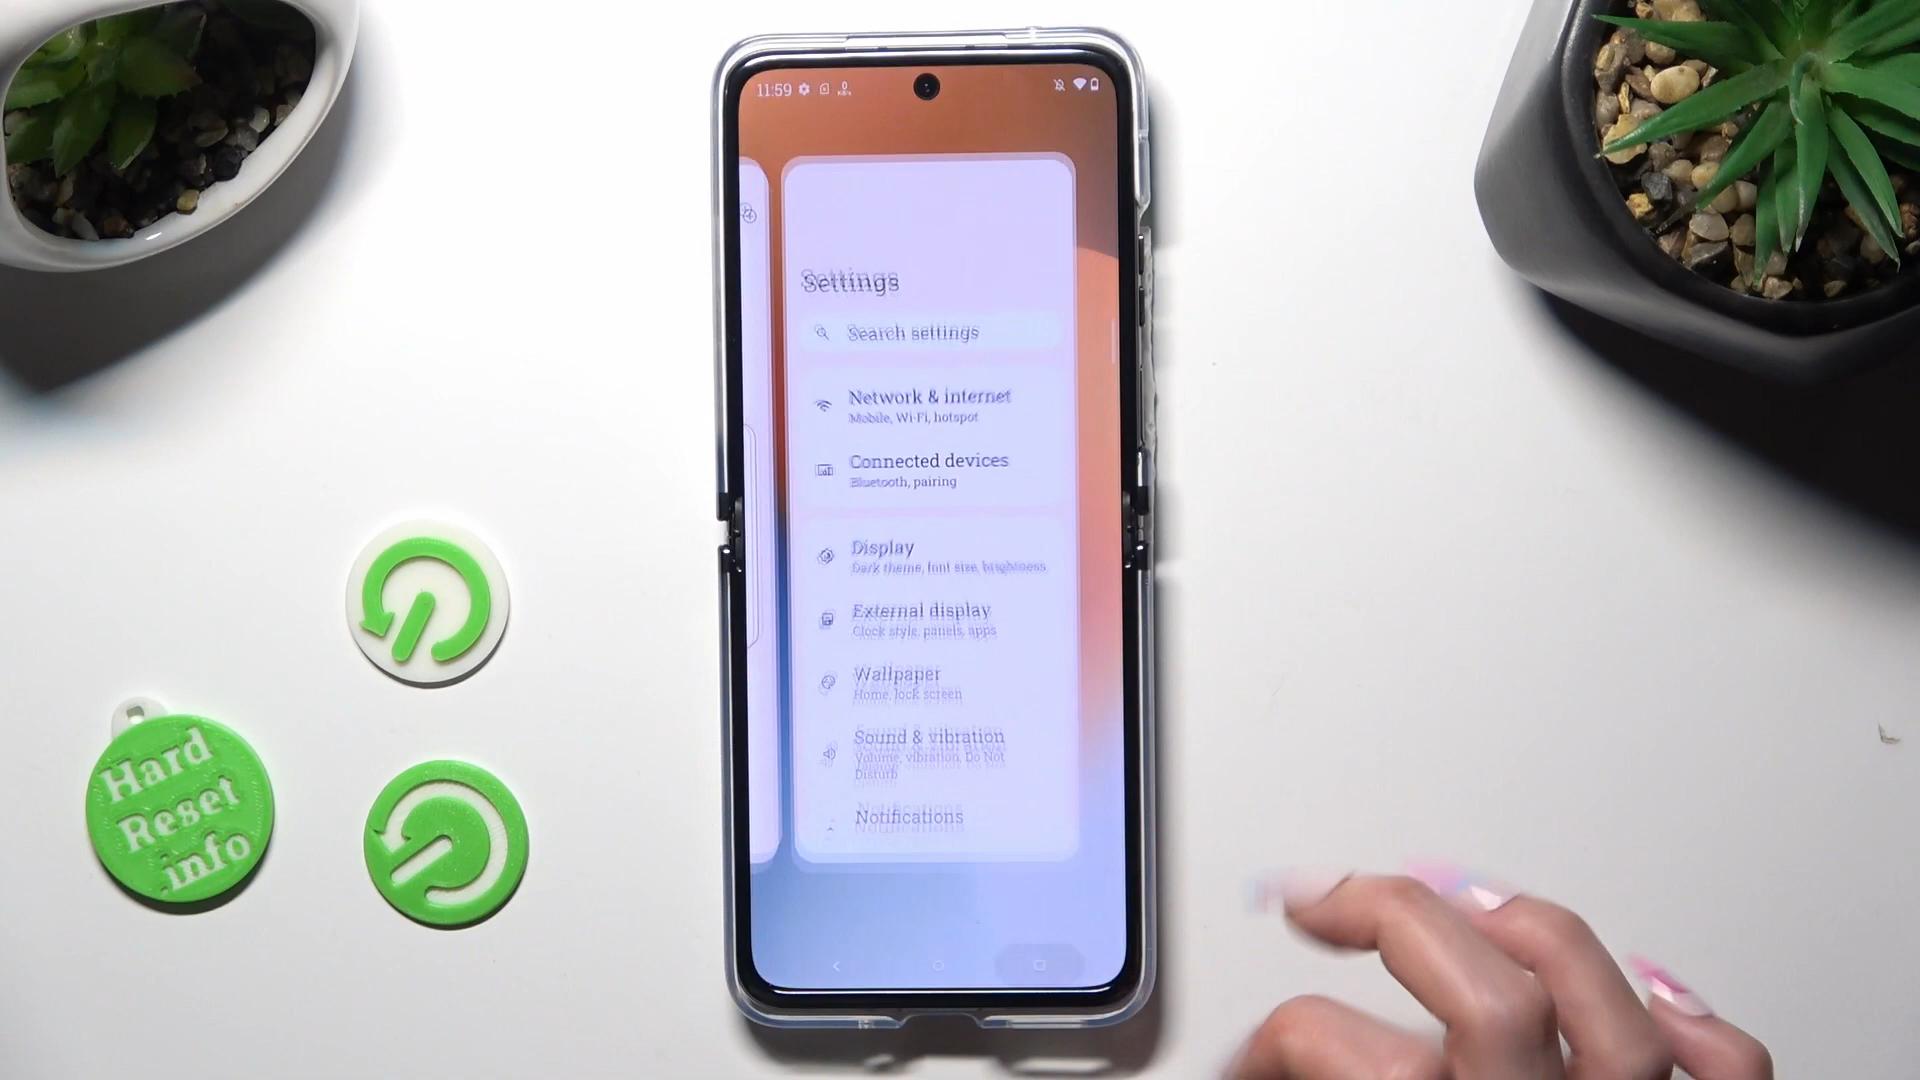 11:59
0
KB/s
Settings
Search settings
Network & internet
Mobile, Wi-Fi, hotspot
Connected devices
Bluetooth, pairing
Display
Dark theme, font size, brightness
External display
Clock style, panels, apps
Wallpaper
Home, lock screen
Sound & vibration
Volume, vibration, Do Not
Disturb
Notifications
Hard
Reset
.info